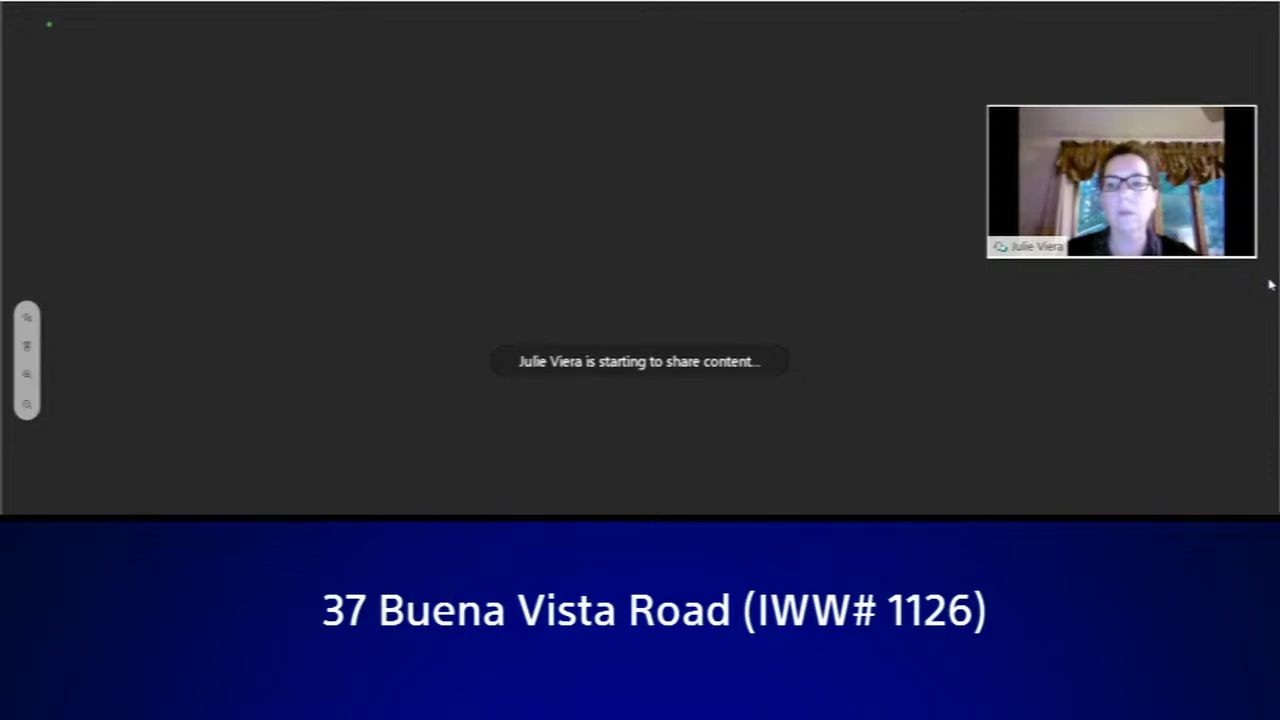 Julie Viera
Julie Viera is starting to share content...
37 Buena Vista Road (IWW# 1126)